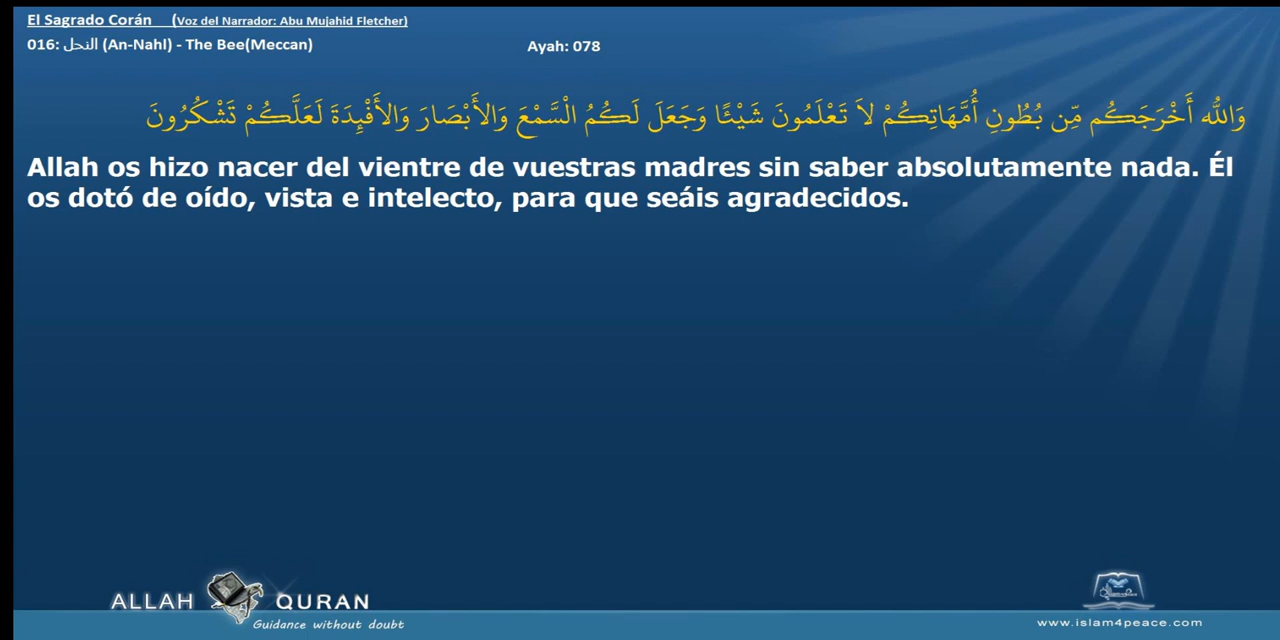 El Sagrado Corán (Voz del Narrador: Abu Mujahid Fletcher)
016: النحل (An-Nahl) - The Bee(Meccan) Ayah: 078
وَاللّهُ أَخْرَجَكُم مِّن بُطُونِ أُمَّهَاتِكُمْ لاَ تَعْلَمُونَ شَيْئًا وَجَعَلَ لَكُمُ الْسَّمْعَ وَالأَبْصَارَ وَالأَفْئِدَةَ لَعَلَّكُمْ تَشْكُرُونَ
Allah os hizo nacer del vientre de vuestras madres sin saber absolutamente nada. Él
os dotó de oído, vista e intelecto, para que seáis agradecidos.
ALLAH QURAN
Guidance without doubt
www.islam4peace.com